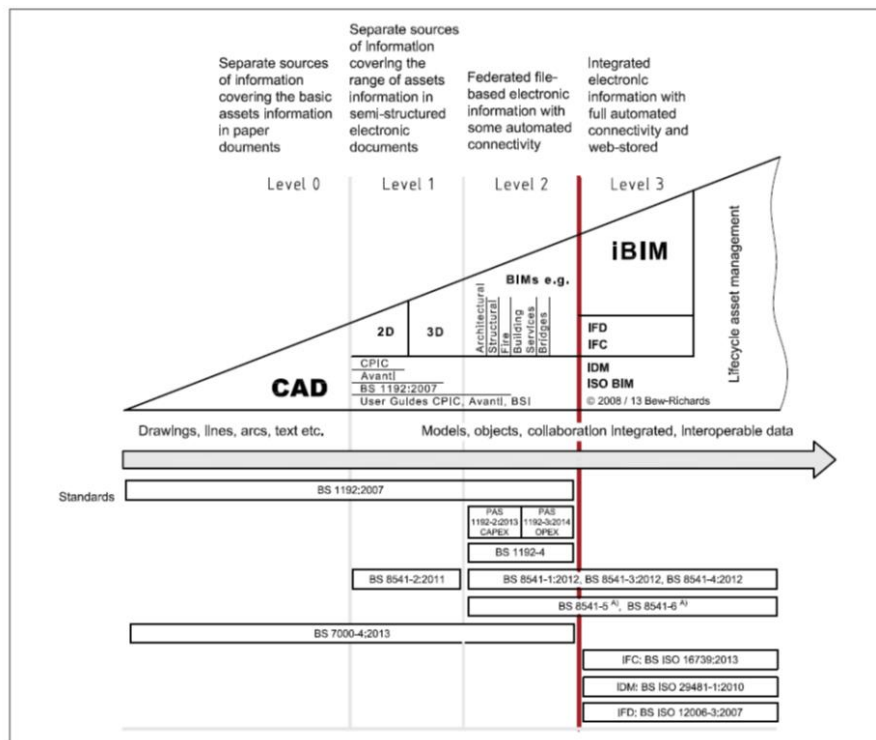 Separate sources
of information
covering the basic
assets information
in paper
douments
Separate sources
of information
covering the
range of assets
information in
semi-structured
electronic
documents
Federated file-
based electronic
information with
some automated
connectivity
Integrated
electronic
information with
full automated
connectivity and
web-stored
Level 0
Level 1
Level 2
Level 3
iBIM
BIMs e.g.
2D
3D
Architectural
Structural
Fire
Building
Services
Bridges
IFD
IFC
Lifecycle asset management
CAD
CPIC
Avanti
BS 1192:2007
User Guides CPIC, Avanti, BSI
IDM
ISO BIM
© 2008 / 13 Bew-Richards
Drawings, lines, arcs, text etc.
Models, objects, collaboration Integrated, Interoperable data
Standards
BS 1192:2007
PAS
1192-2:2013
CAPEX
PAS
1192-3:2014
OPEX
BS 1192-4
BS 8541-2:2011
BS 8541-1:2012, BS 8541-3:2012, BS 8541-4:2012
BS 8541-5 A), BS 8541-6 A)
BS 7000-4:2013
IFC: BS ISO 16739:2013
IDM: BS ISO 29481-1:2010
IFD: BS ISO 12006-3:2007